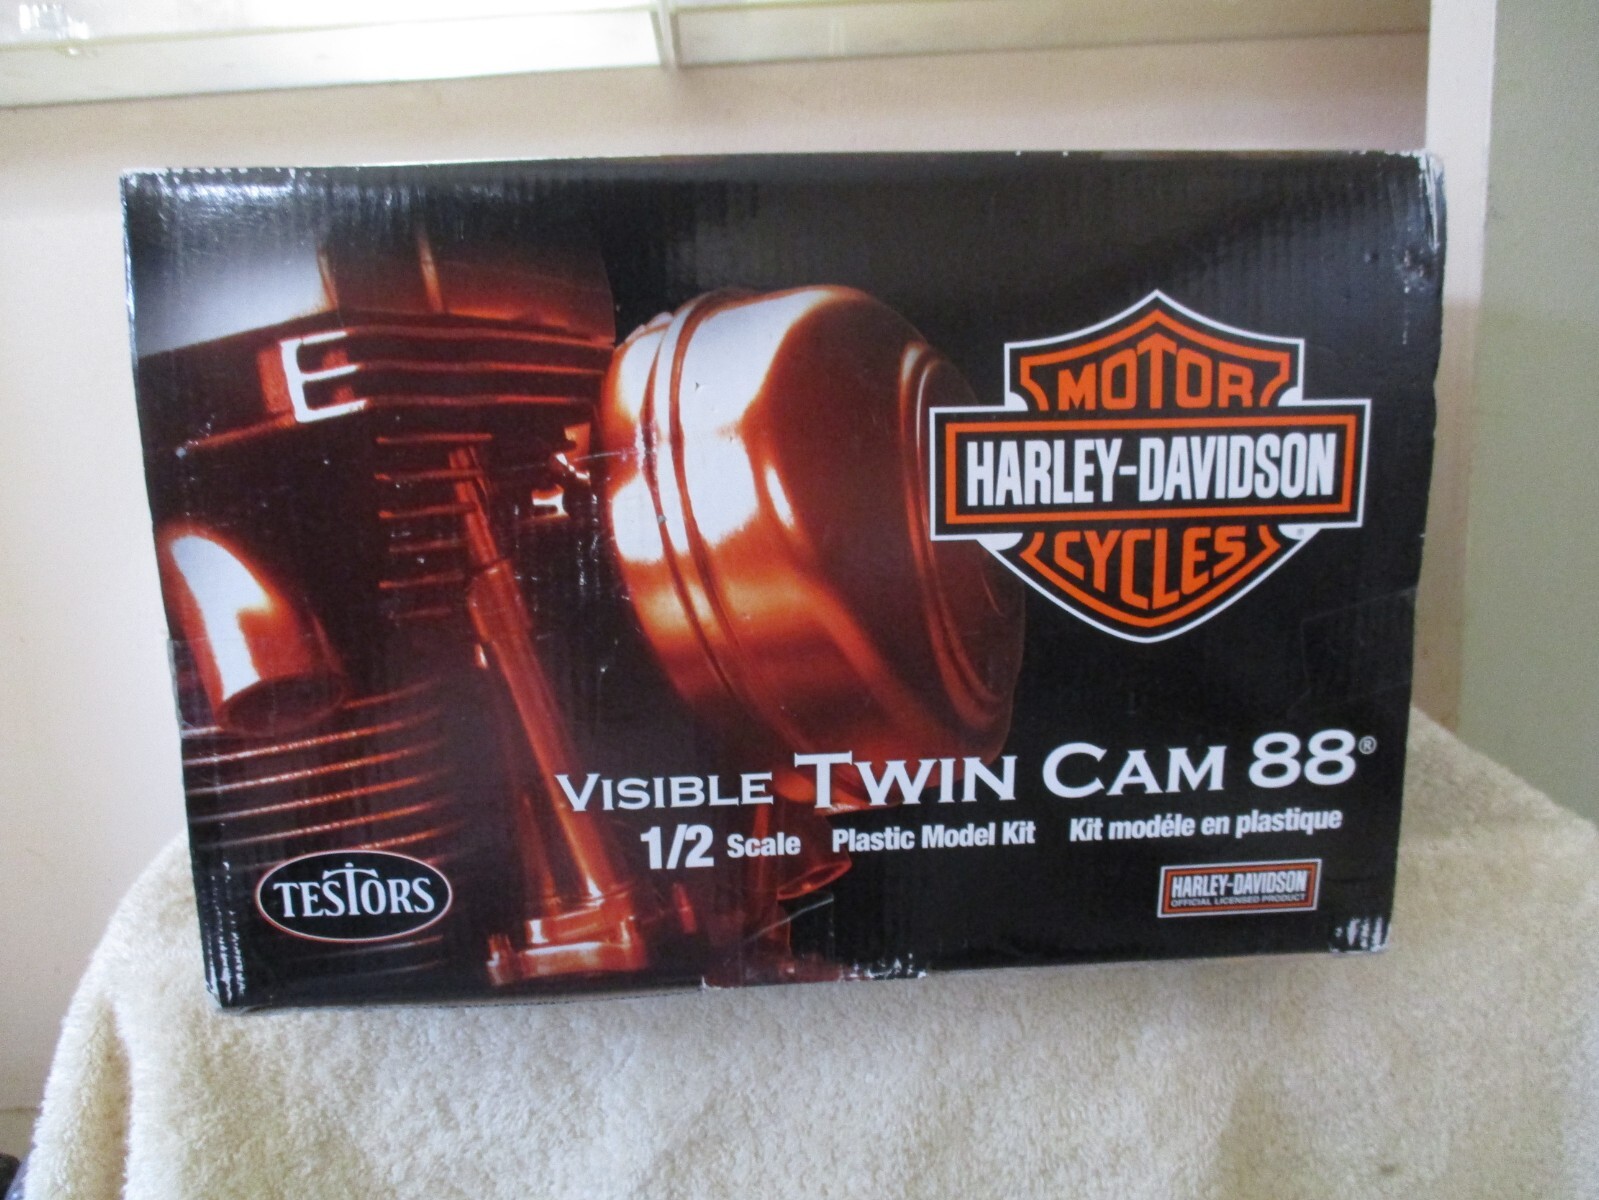 MOTOR
HARLEY-DAVIDSON
CYCLES
®
VISIBLE TWIN CAM 88®
1/2 Scale Plastic Model Kit Kit modéle en plastique
TESTORS
HARLEY-DAVIDSON
OFFICIAL LICENSED PRODUCT